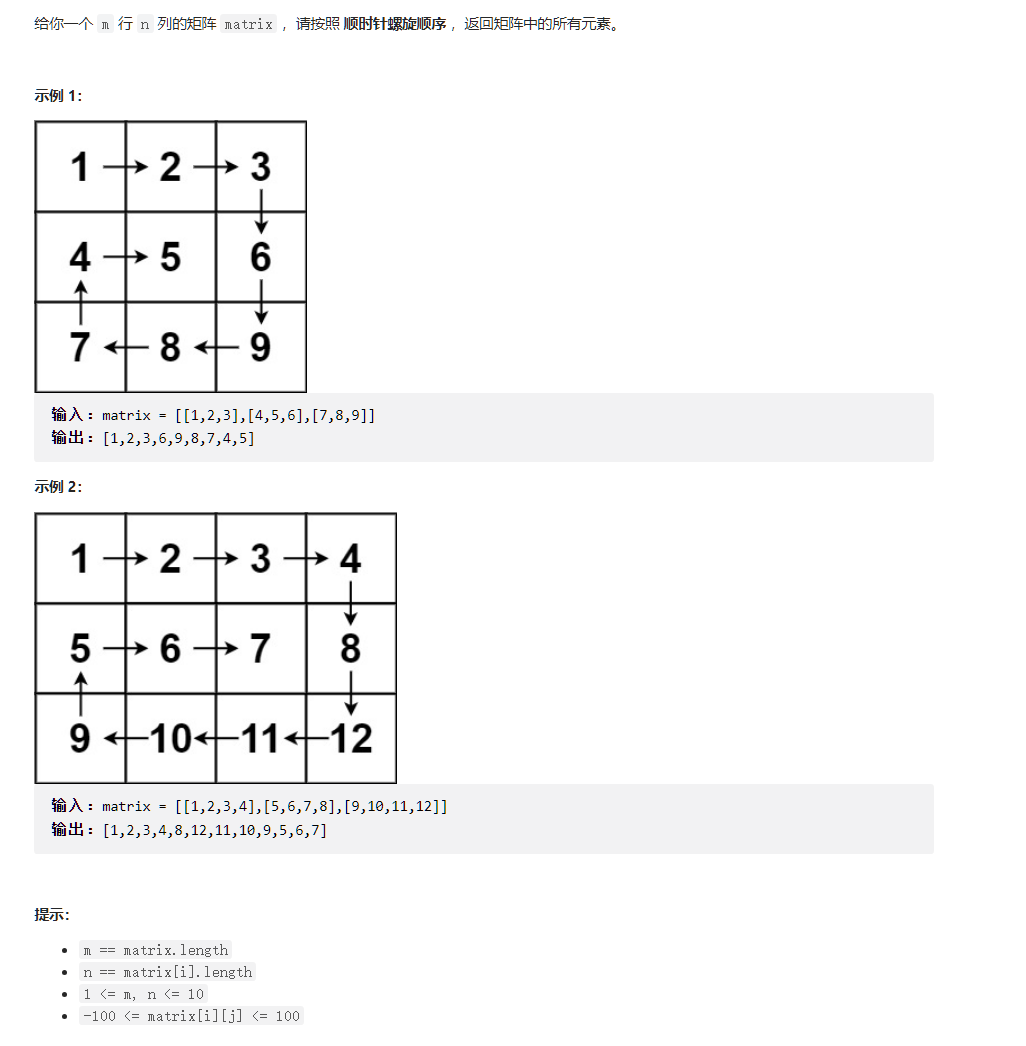 给你一个 m 行 n 列的矩阵 matrix ，请按照 顺时针螺旋顺序 ，返回矩阵中的所有元素。
示例 1：
1 2 3
4 5 6
7 8 9
输入：matrix = [[1,2,3],[4,5,6],[7,8,9]]
输出：[1,2,3,6,9,8,7,4,5]
示例 2：
1 2 3 4
5 6 7 8
9 10 11 12
输入：matrix = [[1,2,3,4],[5,6,7,8],[9,10,11,12]]
输出：[1,2,3,4,8,12,11,10,9,5,6,7]
提示：
m == matrix.length
n == matrix[i].length
1 <= m, n <= 10
-100 <= matrix[i][j] <= 100